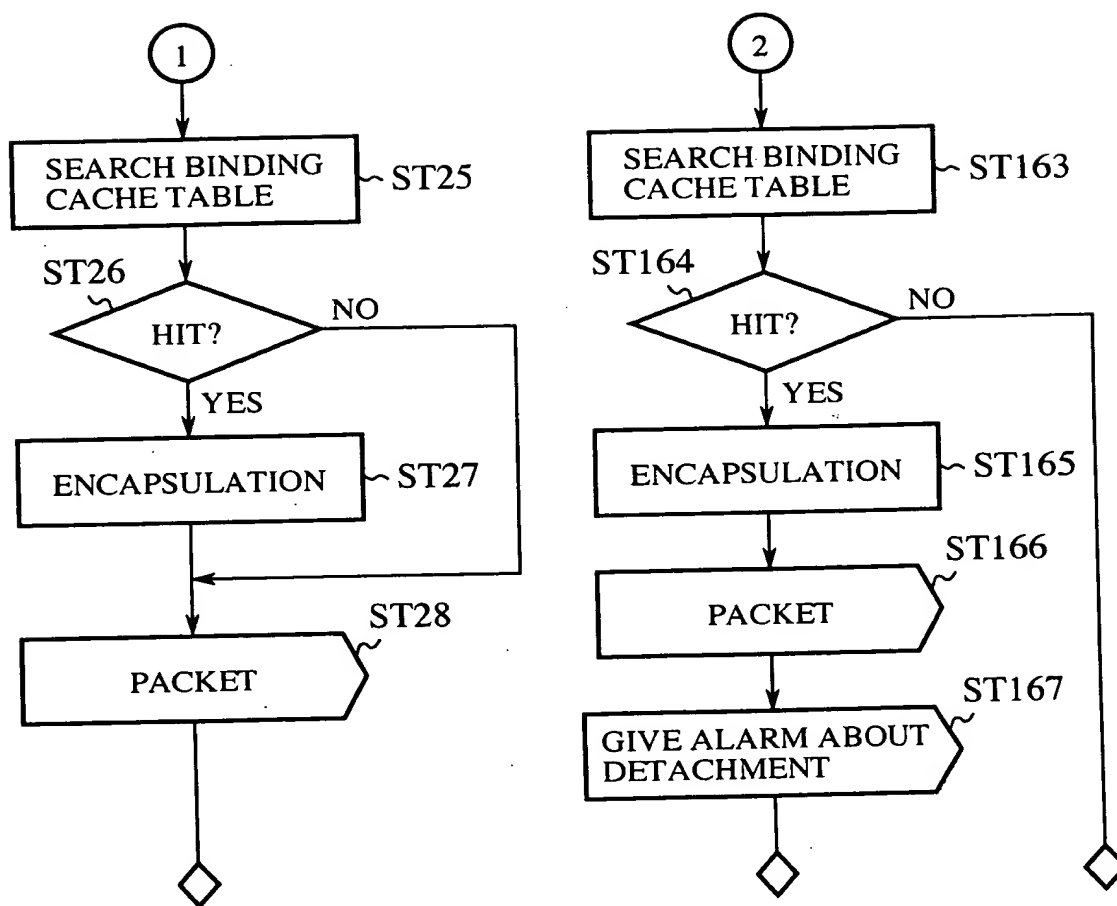 1
SEARCH BINDING
CACHE TABLE
ST25
ST26
HIT?
NO
YES
ENCAPSULATION
ST27
ST28
PACKET
2
SEARCH BINDING
CACHE TABLE
ST163
ST164
HIT?
NO
YES
ENCAPSULATION
ST165
ST166
PACKET
ST167
GIVE ALARM ABOUT
DETACHMENT